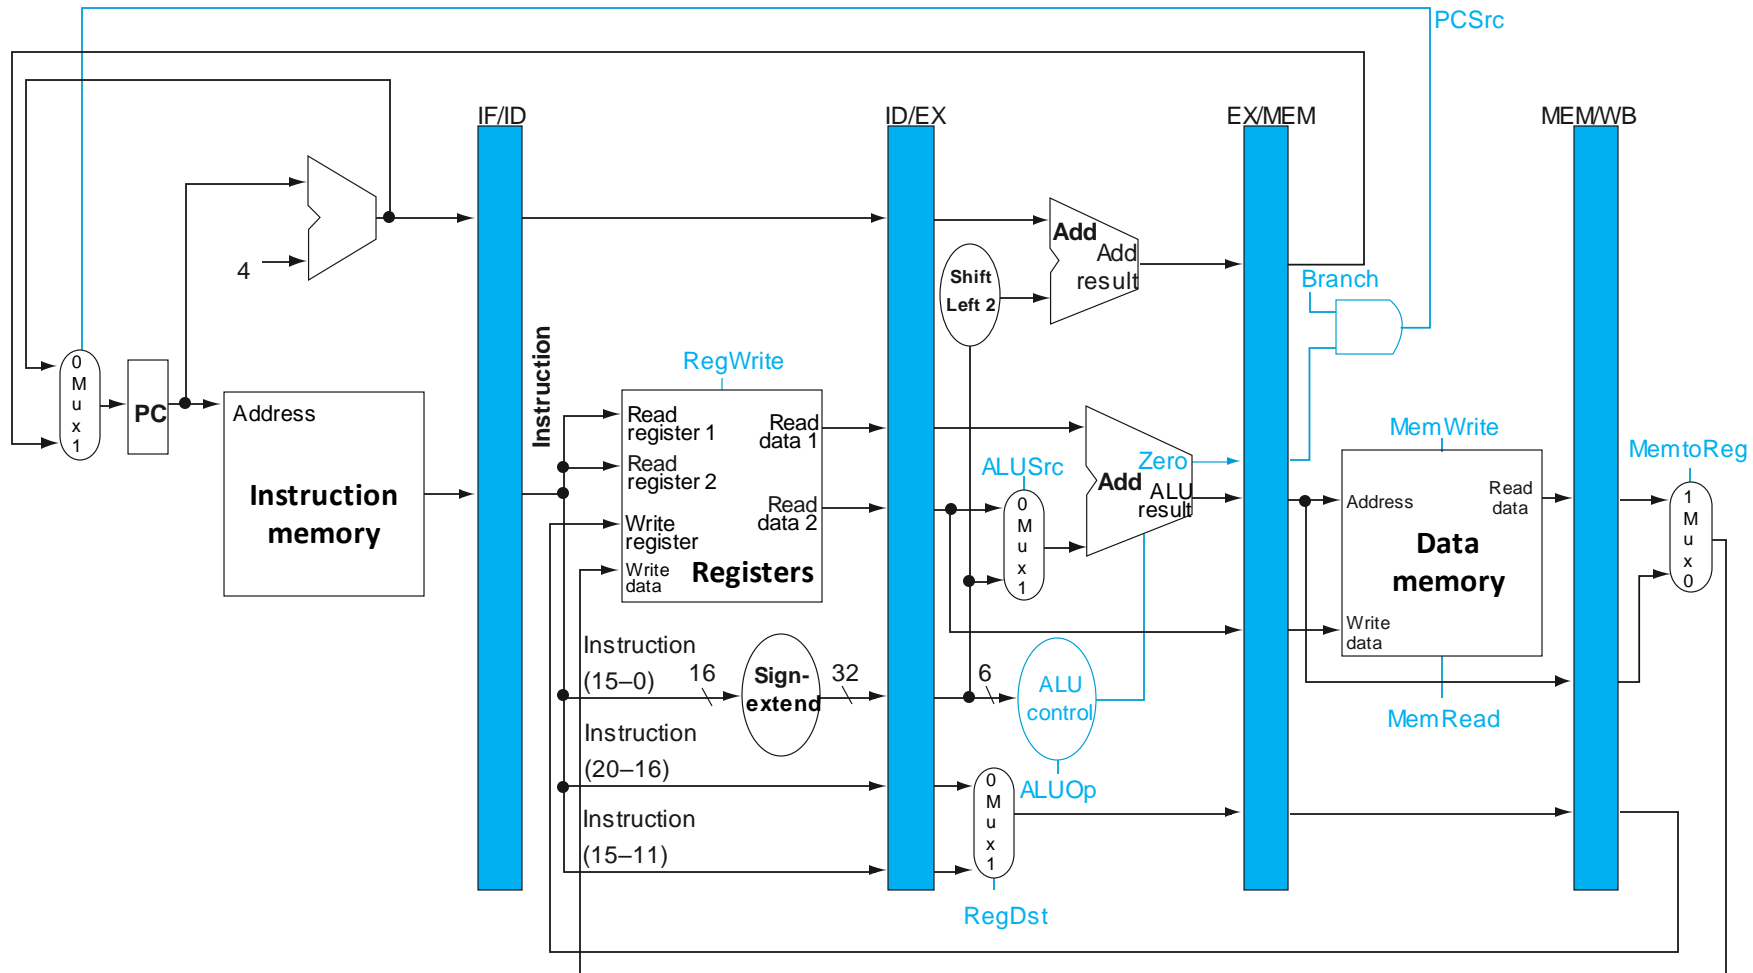 PCSrc
IF/ID
ID/EX
EX/MEM
MEM/WB
4
Add
Add
result
Shift
Left 2
Branch
0
M
u
x
1
PC
Address
Instruction
memory
Instruction
RegWrite
Read
register 1
Read
register 2
Write
register
Write
data
Read
data 1
Read
data 2
Registers
ALUSrc
0
M
u
x
1
Zero
Add
ALU
result
MemWrite
Address
Read
data
Data
memory
Write
data
MemRead
MemtoReg
1
M
u
x
0
Instruction
(15–0)
16
Sign-
extend
32
6
ALU
control
ALUOp
Instruction
(20–16)
Instruction
(15–11)
0
M
u
x
1
RegDst